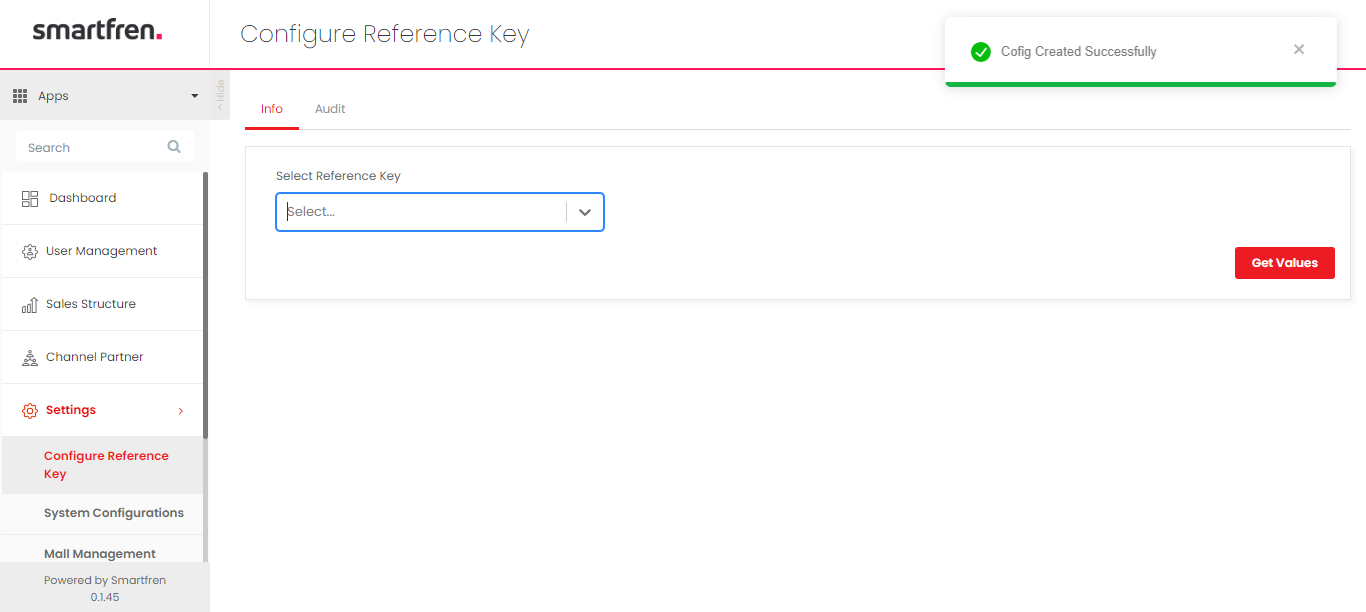 smartfren.
Configure Reference Key
Cofig Created Successfully
Apps
< Hide
Info
Audit
Search
Select Reference Key
Select...
Get Values
Dashboard
User Management
Sales Structure
Channel Partner
Settings
Configure Reference
Key
System Configurations
Mall Management
Powered by Smartfren
0.1.45